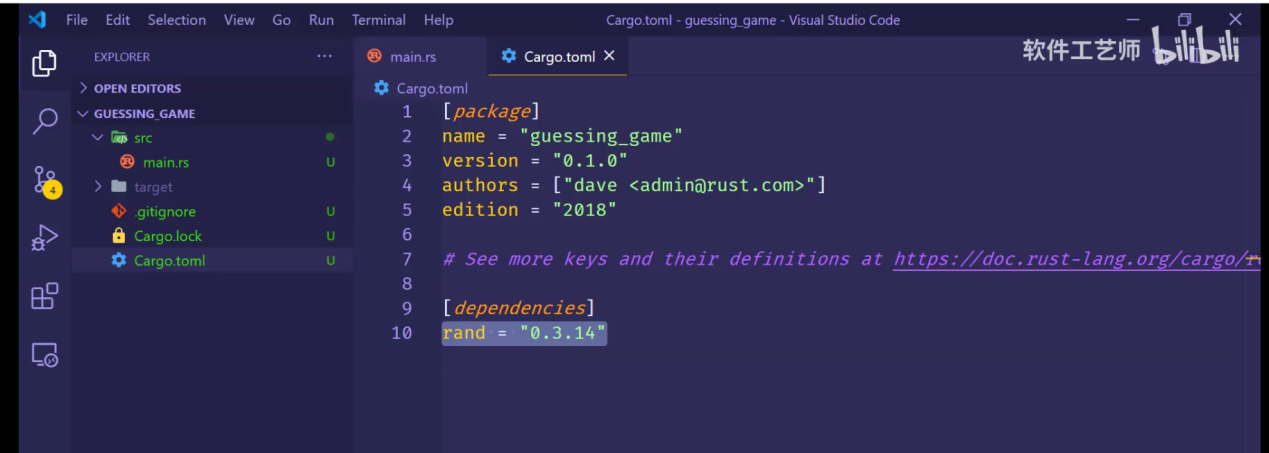 File Edit Selection View Go Run Terminal Help Cargo.toml - guessing_game - Visual Studio Code
软件工艺师 bilibili
EXPLORER
OPEN EDITORS
GUESSING_GAME
src
main.rs U
target
.gitignore U
Cargo.lock U
Cargo.toml U
4
main.rs Cargo.toml
Cargo.toml
1 [package]
2 name = "guessing_game"
3 version = "0.1.0"
4 authors = ["dave <admin@rust.com>"]
5 edition = "2018"
6
7 # See more keys and their definitions at https://doc.rust-lang.org/cargo/
8
9 [dependencies]
10 rand = "0.3.14"